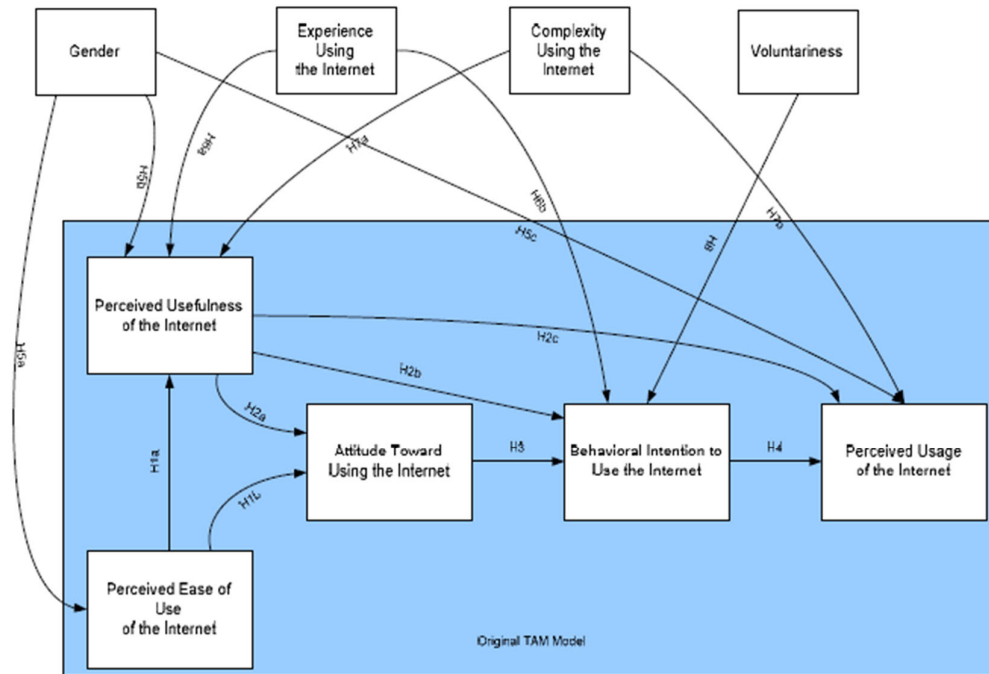 Gender
Experience
Using
the Internet
Complexity
Using the
Internet
Voluntariness
H5b
H6a
H7a
H6b
H5c
H8
H7b
Perceived Usefulness
of the Internet
H5a
H2c
H2b
H2a
H1a
Attitude Toward
Using the Internet
H3
Behavioral Intention to
Use the Internet
H4
Perceived Usage
of the Internet
H1b
Perceived Ease of
Use
of the Internet
Original TAM Model